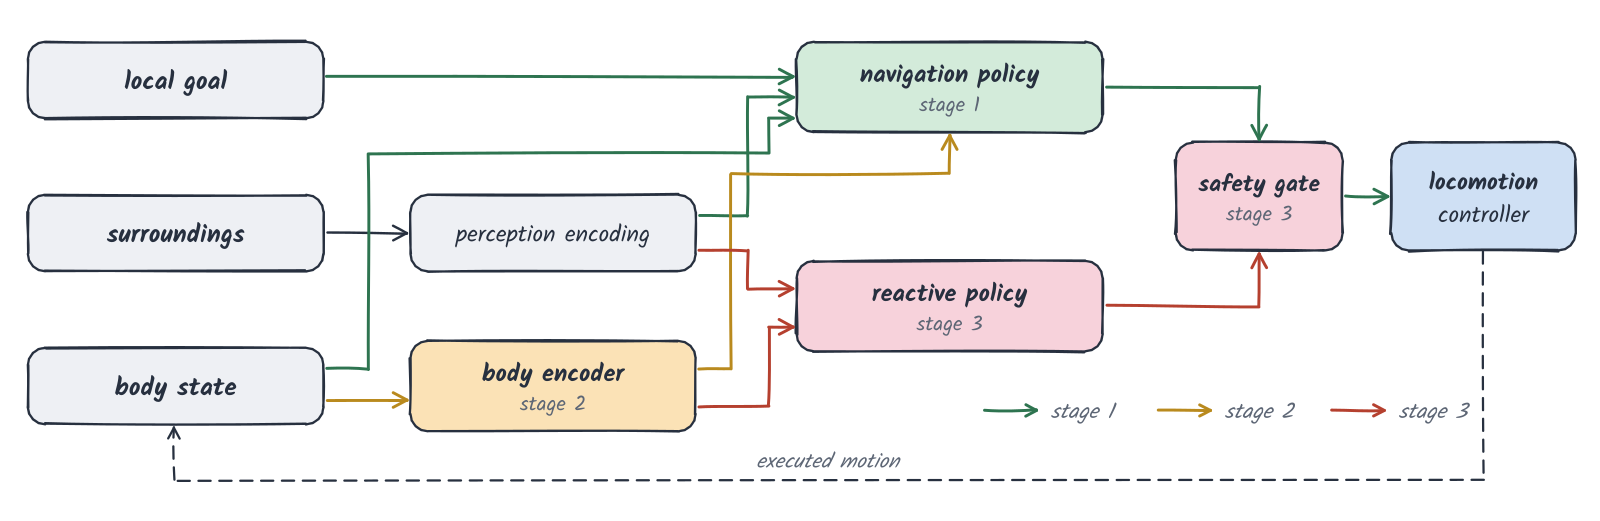 local goal
navigation policy
stage 1
surroundings
perception encoding
safety gate
stage 3
locomotion
controller
reactive policy
stage 3
body state
body encoder
stage 2
stage 1
stage 2
stage 3
executed motion